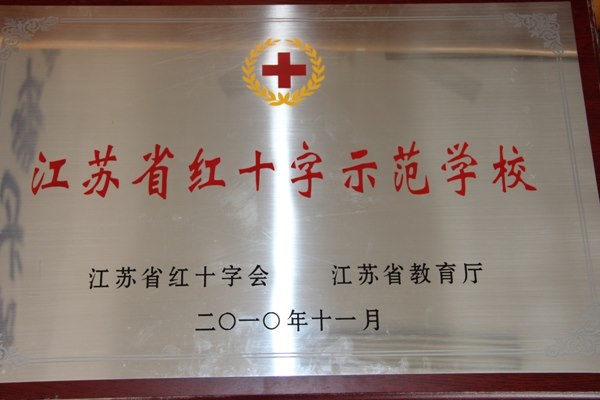 江苏省红十字示范学校
江苏省红十字会 江苏省教育厅
二〇一〇年十一月